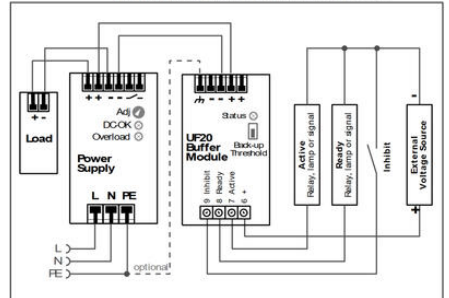 + + - - -
- - + +
+ -
Load
Adj
DC-OK
Overload
Power
Supply
L N PE
Status
UF20
Buffer
Module
Back-up
Threshold
9 Inhibit
8 Ready
7 Active
6 +
Active
Relay, lamp or signal
Ready
Relay, lamp or signal
Inhibit
-
External
Voltage Source
+
L
N
PE
optional